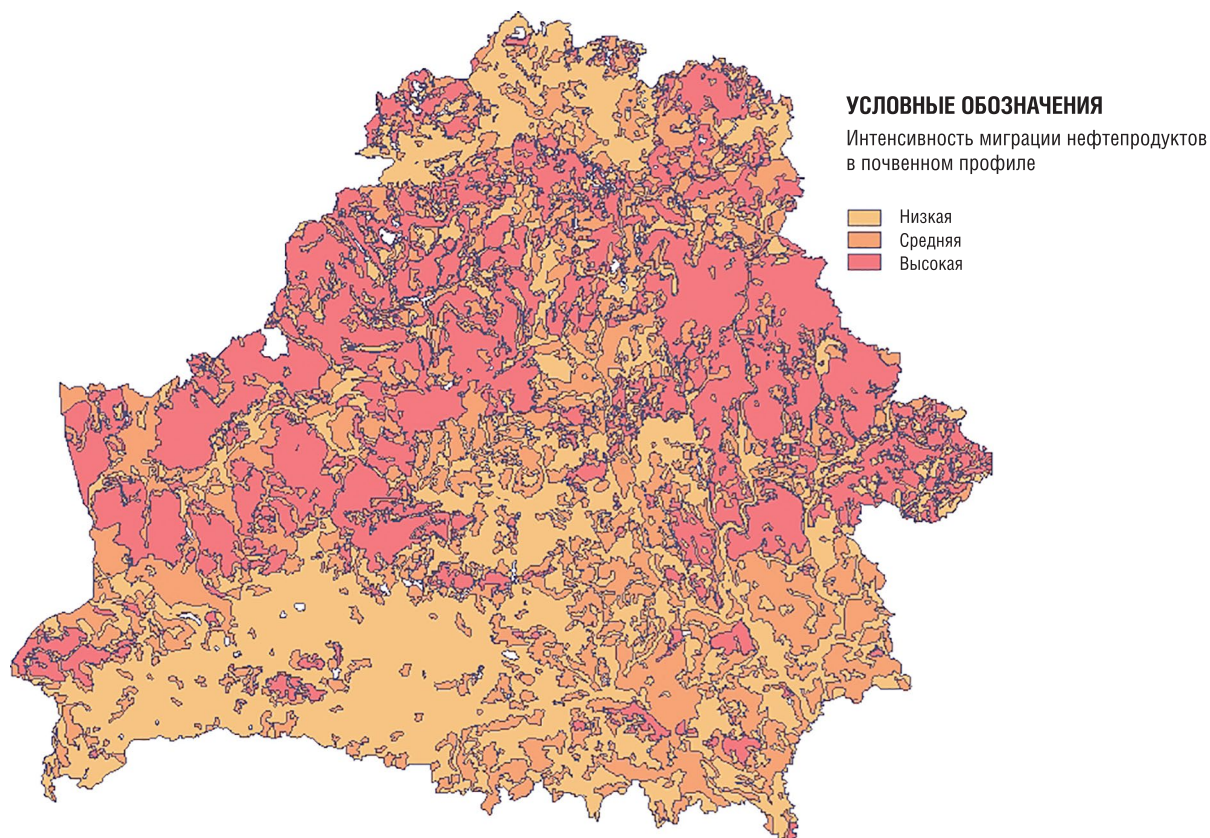 УСЛОВНЫЕ ОБОЗНАЧЕНИЯ
Интенсивность миграции нефтепродуктов
в почвенном профиле
Низкая
Средняя
Высокая